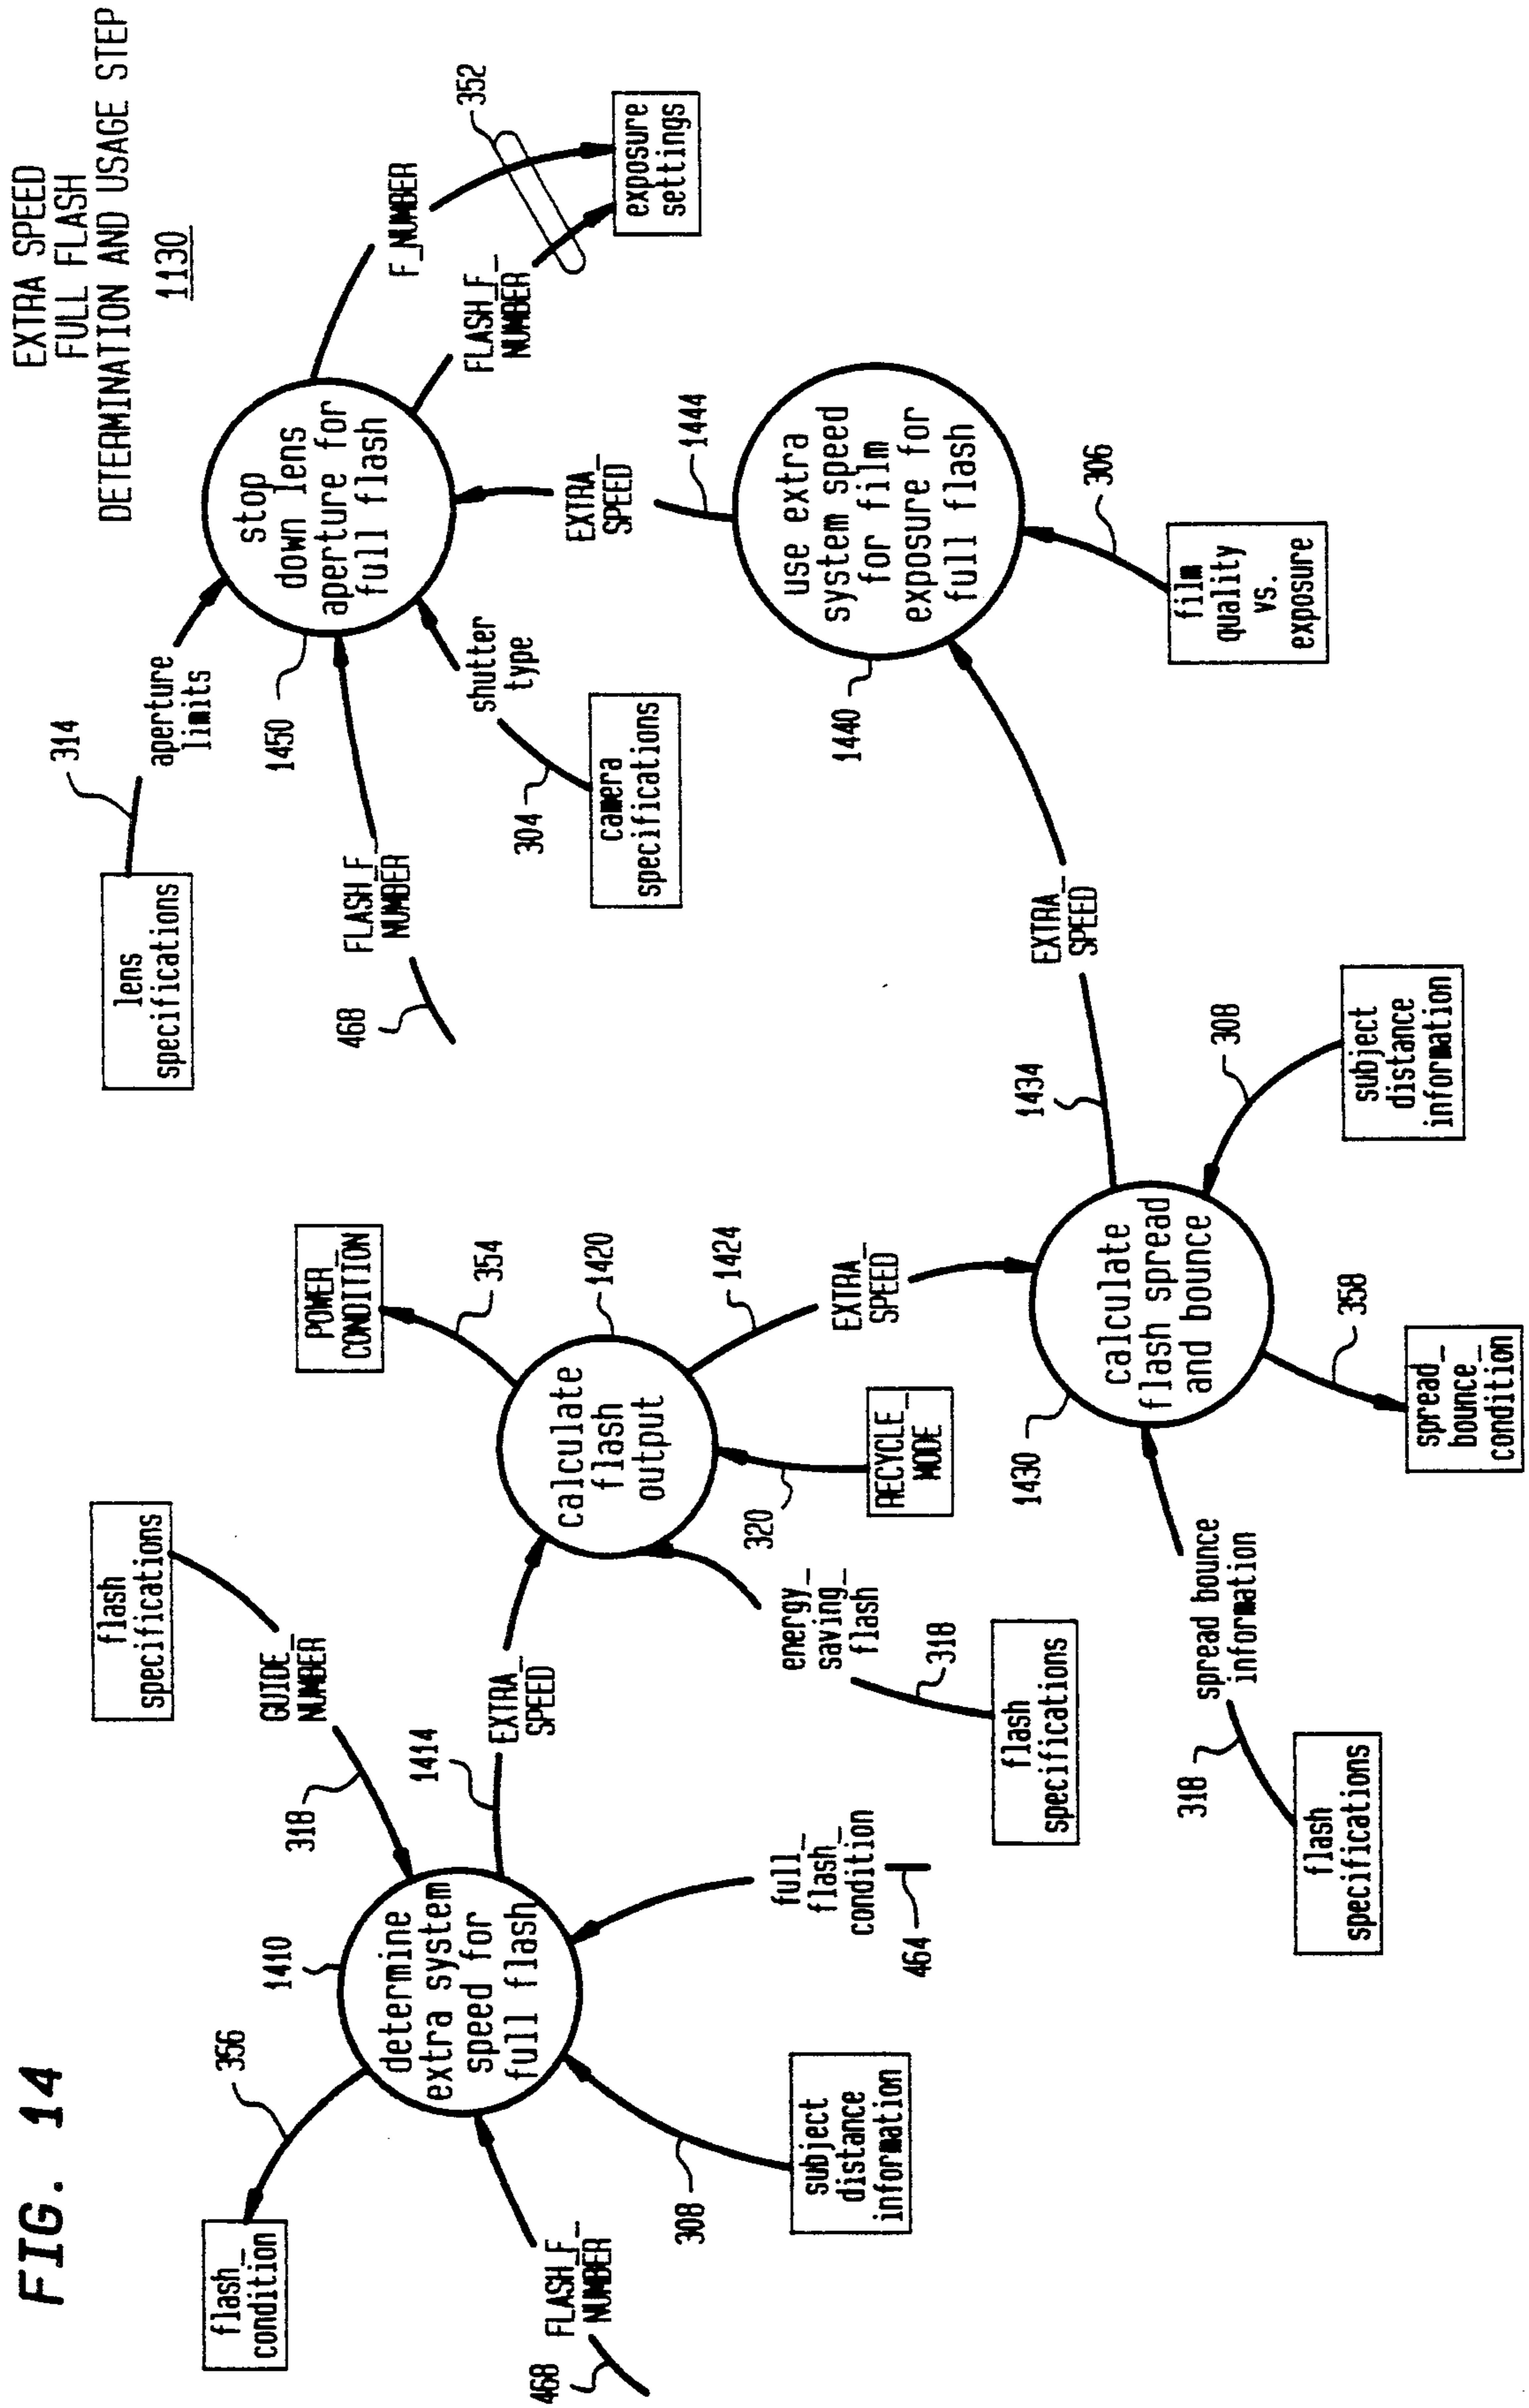 FIG. 14
EXTRA SPEED
FULL FLASH
DETERMINATION AND USAGE STEP
1130
flash_
condition
356
1410
determine
extra system
speed for
full flash
FLASH_F_
NUMBER
468
308
subject
distance
information
full_
flash_
condition
464
flash
specifications
GUIDE_
NUMBER
318
1414
EXTRA_
SPEED
energy_
saving_
flash
318
flash
specifications
calculate
flash
output
1420
POWER_
CONDITION
354
320
RECYCLE_
MODE
1424
EXTRA_
SPEED
calculate
flash spread
and bounce
1430
spread bounce
information
318
flash
specifications
358
spread_
bounce_
condition
308
subject
distance
information
1434
EXTRA_
SPEED
use extra
system speed
for film
exposure for
full flash
1440
306
film
quality
vs.
exposure
1444
EXTRA_
SPEED
lens
specifications
314
aperture
limits
1450
stop
down lens
aperture for
full flash
FLASH_F_
NUMBER
468
shutter
type
304
camera
specifications
F_NUMBER
FLASH_F_
NUMBER
352
exposure
settings